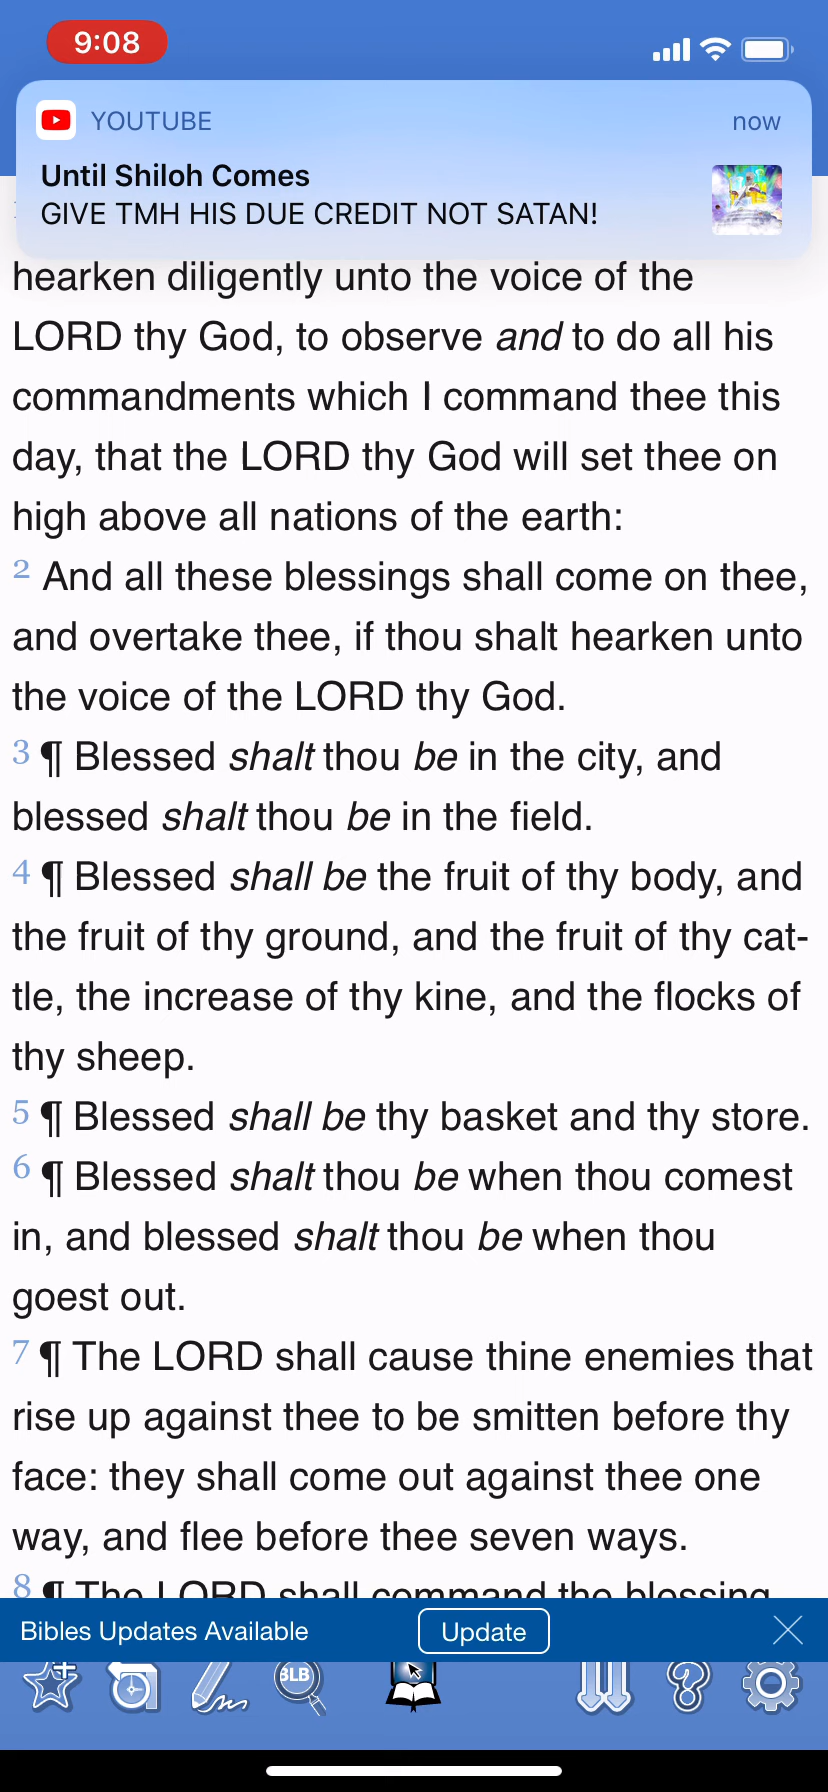 9:08
YOUTUBE
now
Until Shiloh Comes
GIVE TMH HIS DUE CREDIT NOT SATAN!
hearken diligently unto the voice of the
LORD thy God, to observe and to do all his
commandments which I command thee this
day, that the LORD thy God will set thee on
high above all nations of the earth:
2 And all these blessings shall come on thee,
and overtake thee, if thou shalt hearken unto
the voice of the LORD thy God.
3 ¶ Blessed shalt thou be in the city, and
blessed shalt thou be in the field.
4 ¶ Blessed shall be the fruit of thy body, and
the fruit of thy ground, and the fruit of thy cat-
tle, the increase of thy kine, and the flocks of
thy sheep.
5 ¶ Blessed shall be thy basket and thy store.
6 ¶ Blessed shalt thou be when thou comest
in, and blessed shalt thou be when thou
goest out.
7 ¶ The LORD shall cause thine enemies that
rise up against thee to be smitten before thy
face: they shall come out against thee one
way, and flee before thee seven ways.
8 ¶ The LORD shall command the blessing
Bibles Updates Available
Update
BLB